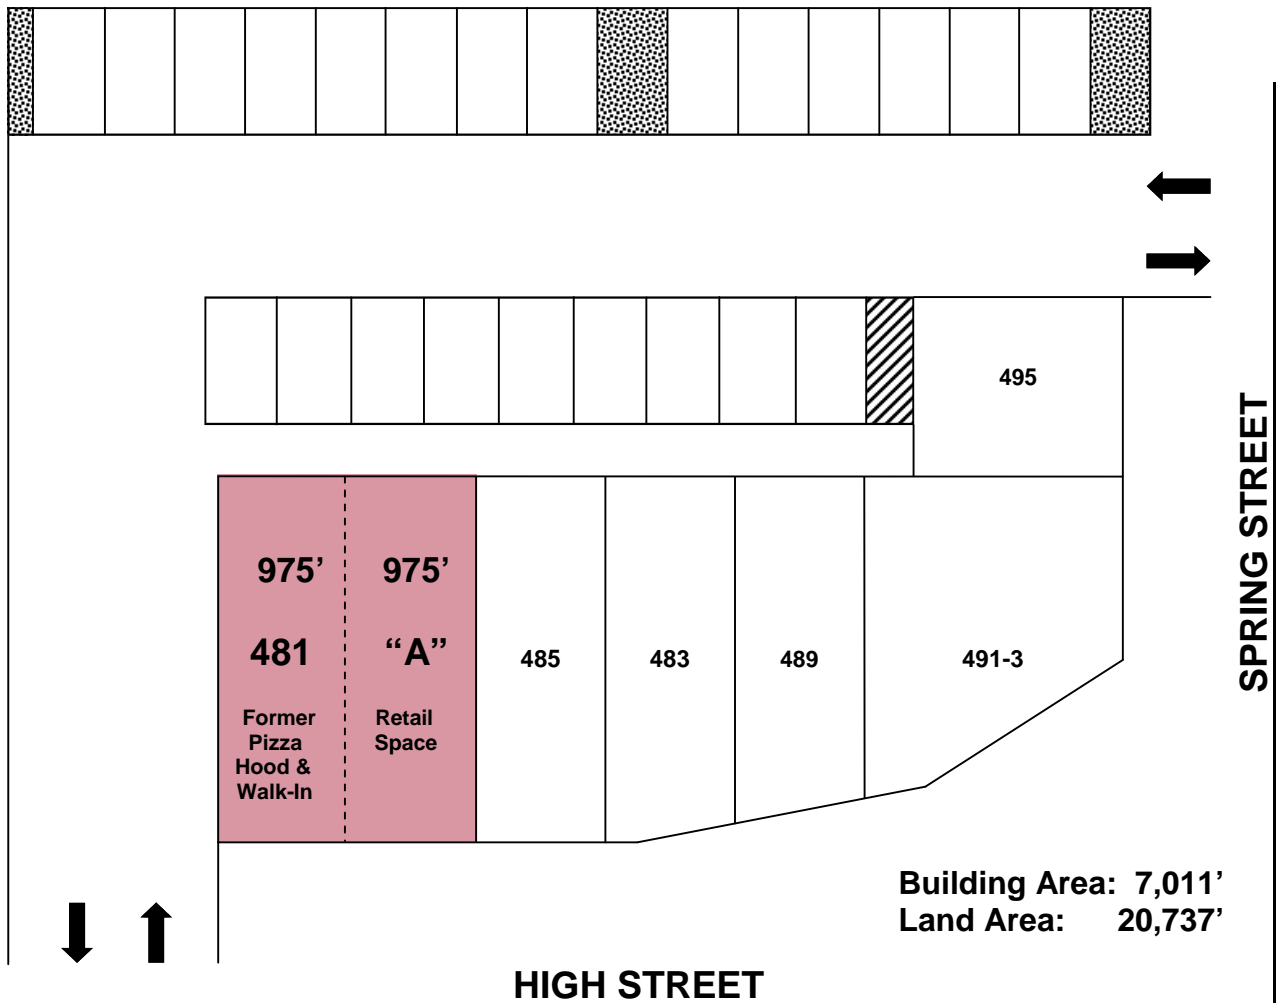 495
SPRING STREET
975’ 975’
481 “A”
485
483
489
491-3
Former
Pizza
Hood &
Walk-In
Retail
Space
Building Area: 7,011’
Land Area: 20,737’
HIGH STREET